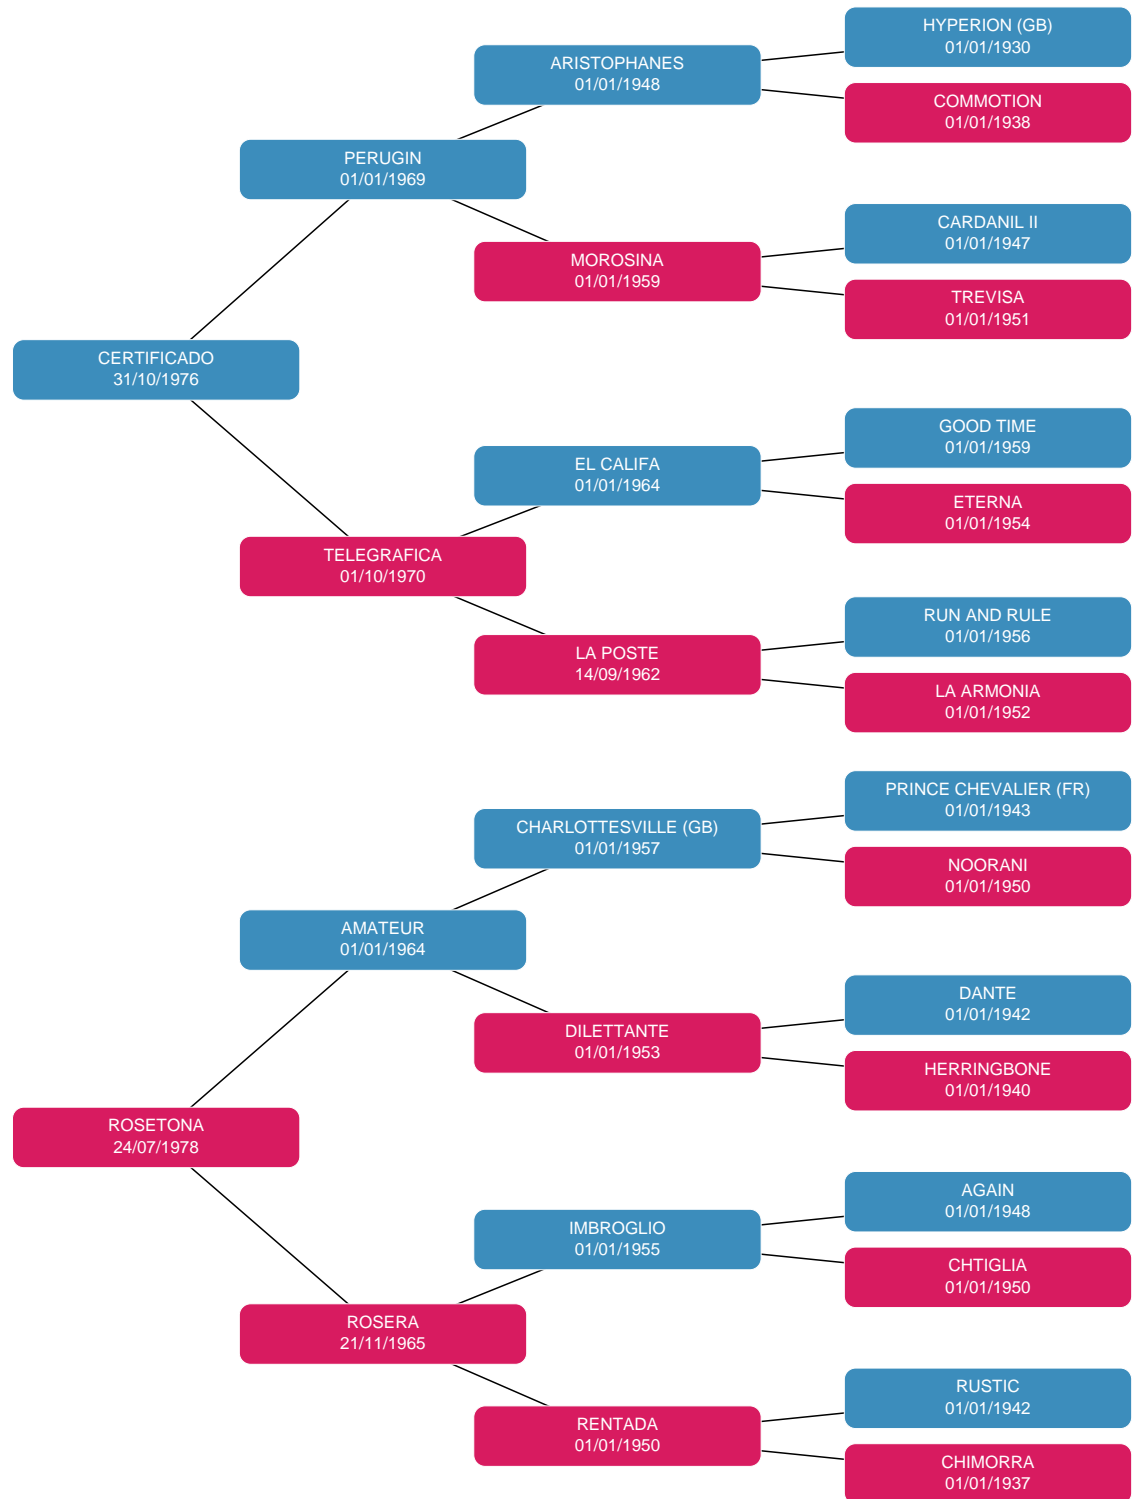 HYPERION (GB)
01/01/1930
ARISTOPHANES
01/01/1948
COMMOTION
01/01/1938
PERUGIN
01/01/1969
CARDANIL II
01/01/1947
MOROSINA
01/01/1959
TREVISA
01/01/1951
CERTIFICADO
31/10/1976
GOOD TIME
01/01/1959
EL CALIFA
01/01/1964
ETERNA
01/01/1954
TELEGRAFICA
01/10/1970
RUN AND RULE
01/01/1956
LA POSTE
14/09/1962
LA ARMONIA
01/01/1952
PRINCE CHEVALIER (FR)
01/01/1943
CHARLOTTESVILLE (GB)
01/01/1957
NOORANI
01/01/1950
AMATEUR
01/01/1964
DANTE
01/01/1942
DILETTANTE
01/01/1953
HERRINGBONE
01/01/1940
ROSETONA
24/07/1978
AGAIN
01/01/1948
IMBROGLIO
01/01/1955
CHTIGLIA
01/01/1950
ROSERA
21/11/1965
RUSTIC
01/01/1942
RENTADA
01/01/1950
CHIMORRA
01/01/1937